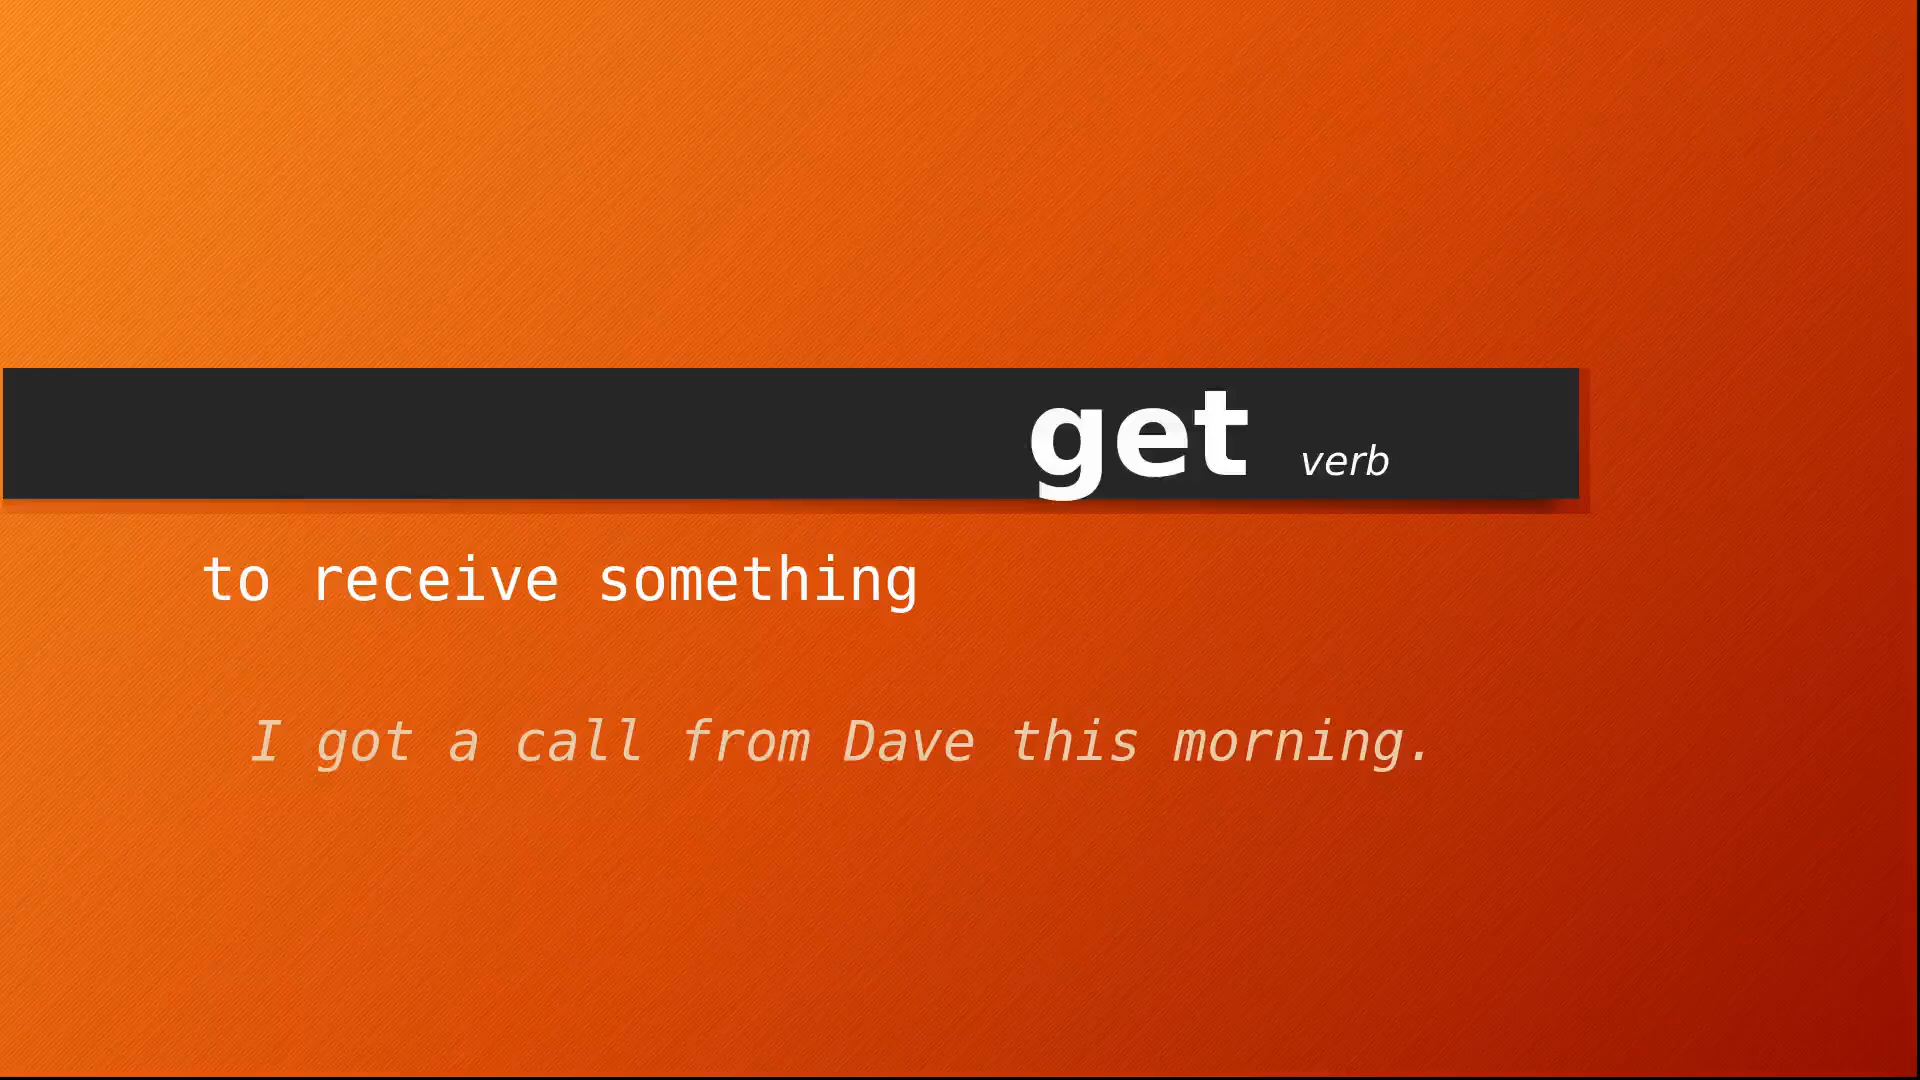 get verb
to receive something
I got a call from Dave this morning.